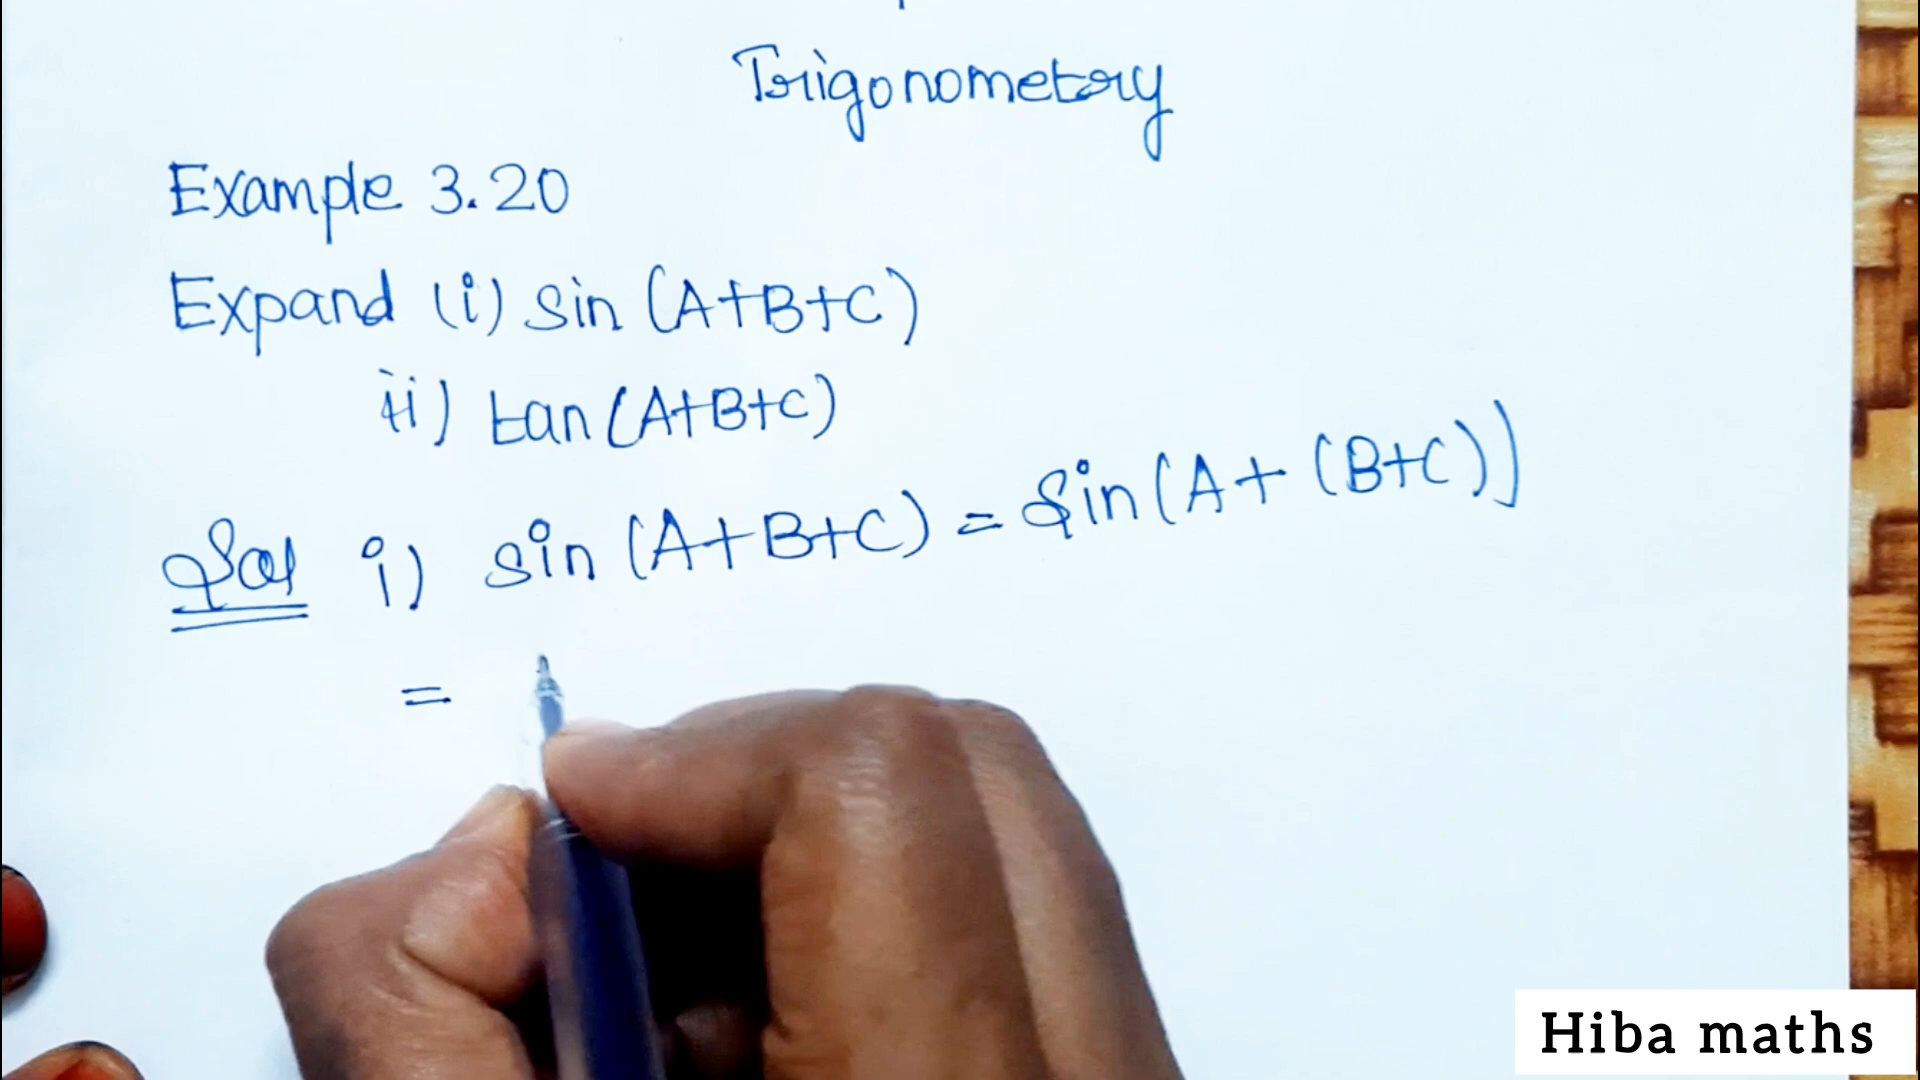 Trigonometry
Example 3.20
Expand (i) sin (A+B+C)
ii) tan (A+B+C)
Sol i) sin (A+B+C) = sin (A+ (B+C))
=
Hiba maths